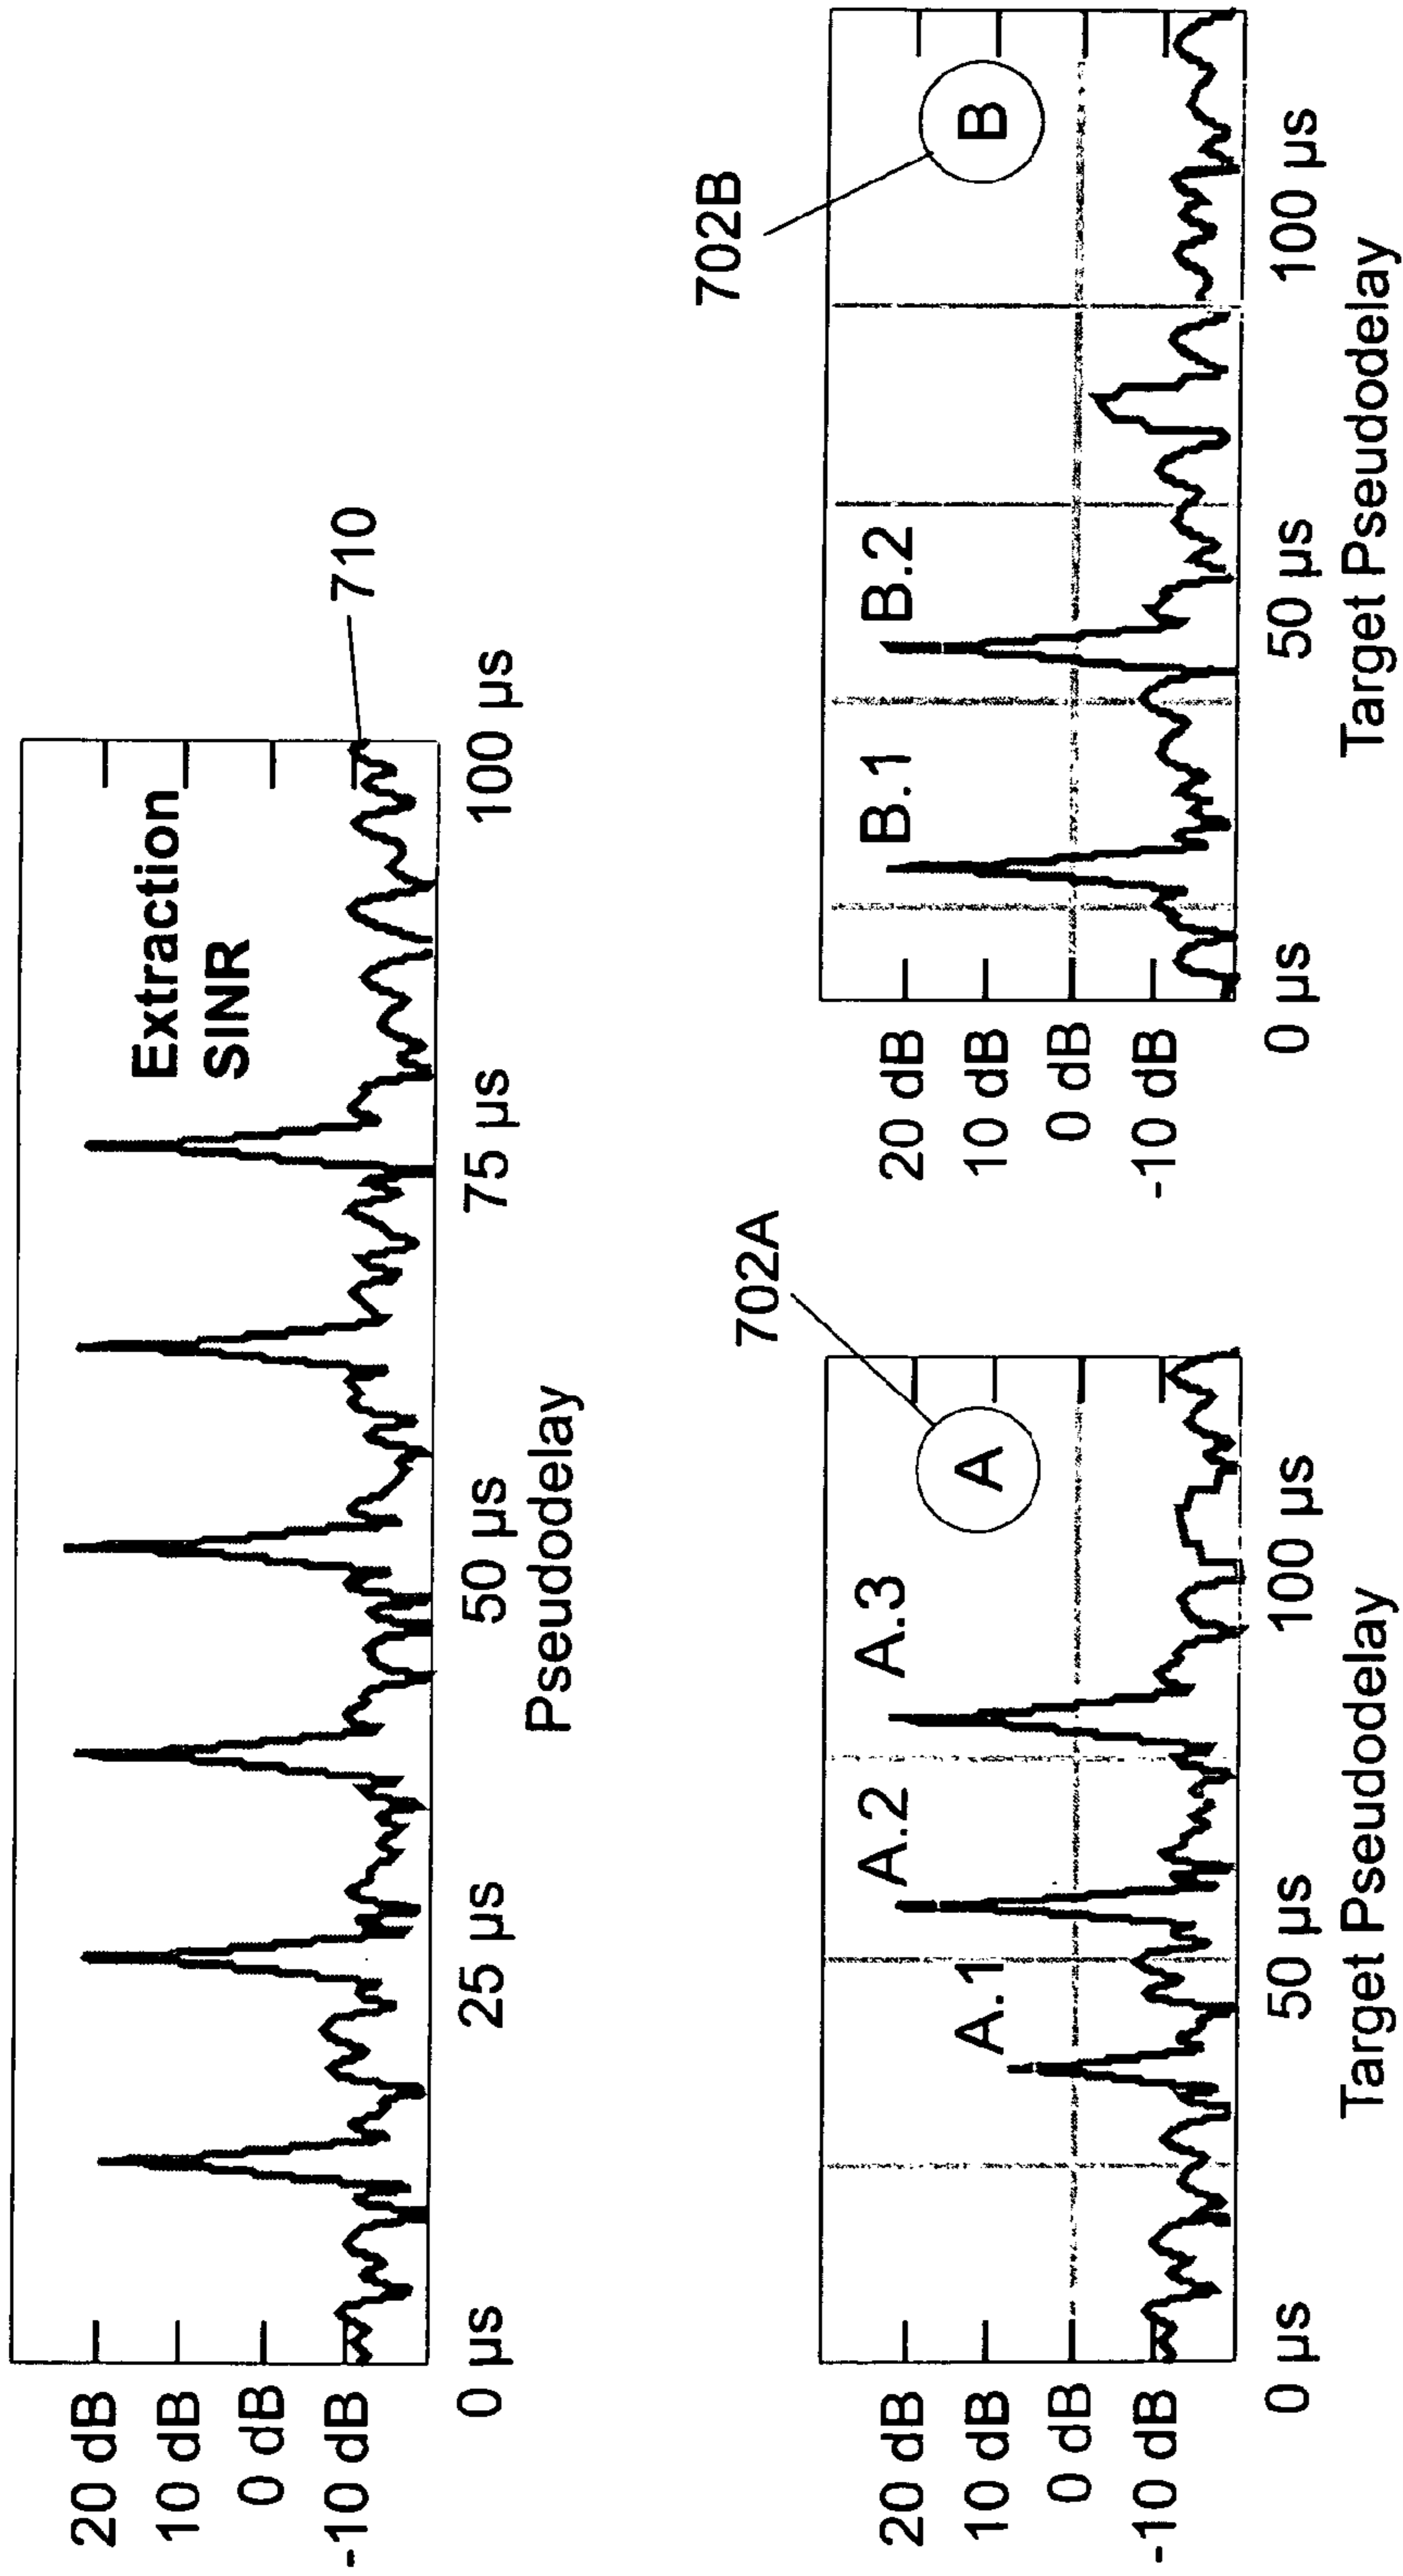 20 dB
10 dB
0 dB
-10 dB
Extraction
SINR
710
0 µs
25 µs
50 µs
75 µs
100 µs
Pseudodelay
702A
20 dB
10 dB
0 dB
-10 dB
A.1
A.2
A.3
A
0 µs
50 µs
100 µs
Target Pseudodelay
702B
20 dB
10 dB
0 dB
-10 dB
B.1
B.2
B
0 µs
50 µs
100 µs
Target Pseudodelay